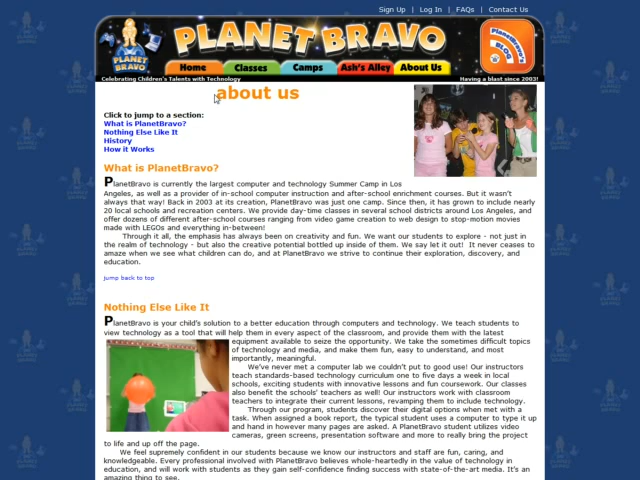 Sign Up | Log In | FAQs | Contact Us
PLANET BRAVO
PLANET BRAVO
PlanetBravo's BLOG
Home Classes Camps Ash's Alley About Us
Celebrating Children's Talents with Technology Having a blast since 2003!
about us
Click to jump to a section:
What is PlanetBravo?
Nothing Else Like It
History
How it Works
What is PlanetBravo?
PlanetBravo is currently the largest computer and technology Summer Camp in Los
Angeles, as well as a provider of in-school computer instruction and after-school enrichment courses. But it wasn't
always that way! Back in 2003 at its creation, PlanetBravo was just one camp. Since then, it has grown to include nearly
20 local schools and recreation centers. We provide day-time classes in several school districts around Los Angeles, and
offer dozens of different after-school courses ranging from video game creation to web design to stop-motion movies
made with LEGOs and everything in-between!
Through it all, the emphasis has always been on creativity and fun. We want our students to explore - not just in
the realm of technology - but also the creative potential bottled up inside of them. We say let it out! It never ceases to
amaze when we see what children can do, and at PlanetBravo we strive to continue their exploration, discovery, and
education.
jump back to top
Nothing Else Like It
PlanetBravo is your child's solution to a better education through computers and technology. We teach students to
view technology as a tool that will help them in every aspect of the classroom, and provide them with the latest
equipment available to seize the opportunity. We take the sometimes difficult topics
of technology and media, and make them fun, easy to understand, and most
importantly, meaningful.
We've never met a computer lab we couldn't put to good use! Our instructors
teach standards-based technology curriculum one to five days a week in local
schools, exciting students with innovative lessons and fun coursework. Our classes
also benefit the schools' teachers as well! Our instructors work with classroom
teachers to integrate their current lessons, revamping them to include technology.
Through our program, students discover their digital options when met with a
task. When assigned a book report, the typical student uses a computer to type it up
and hand in however many pages are asked. A PlanetBravo student utilizes video
cameras, green screens, presentation software and more to really bring the project
to life and up off the page.
We feel supremely confident in our students because we know our instructors and staff are fun, caring, and
knowledgeable. Every professional involved with PlanetBravo believes whole-heartedly in the value of technology in
education, and will work with students as they gain self-confidence finding success with state-of-the-art media. It's an
amazing thing to see.